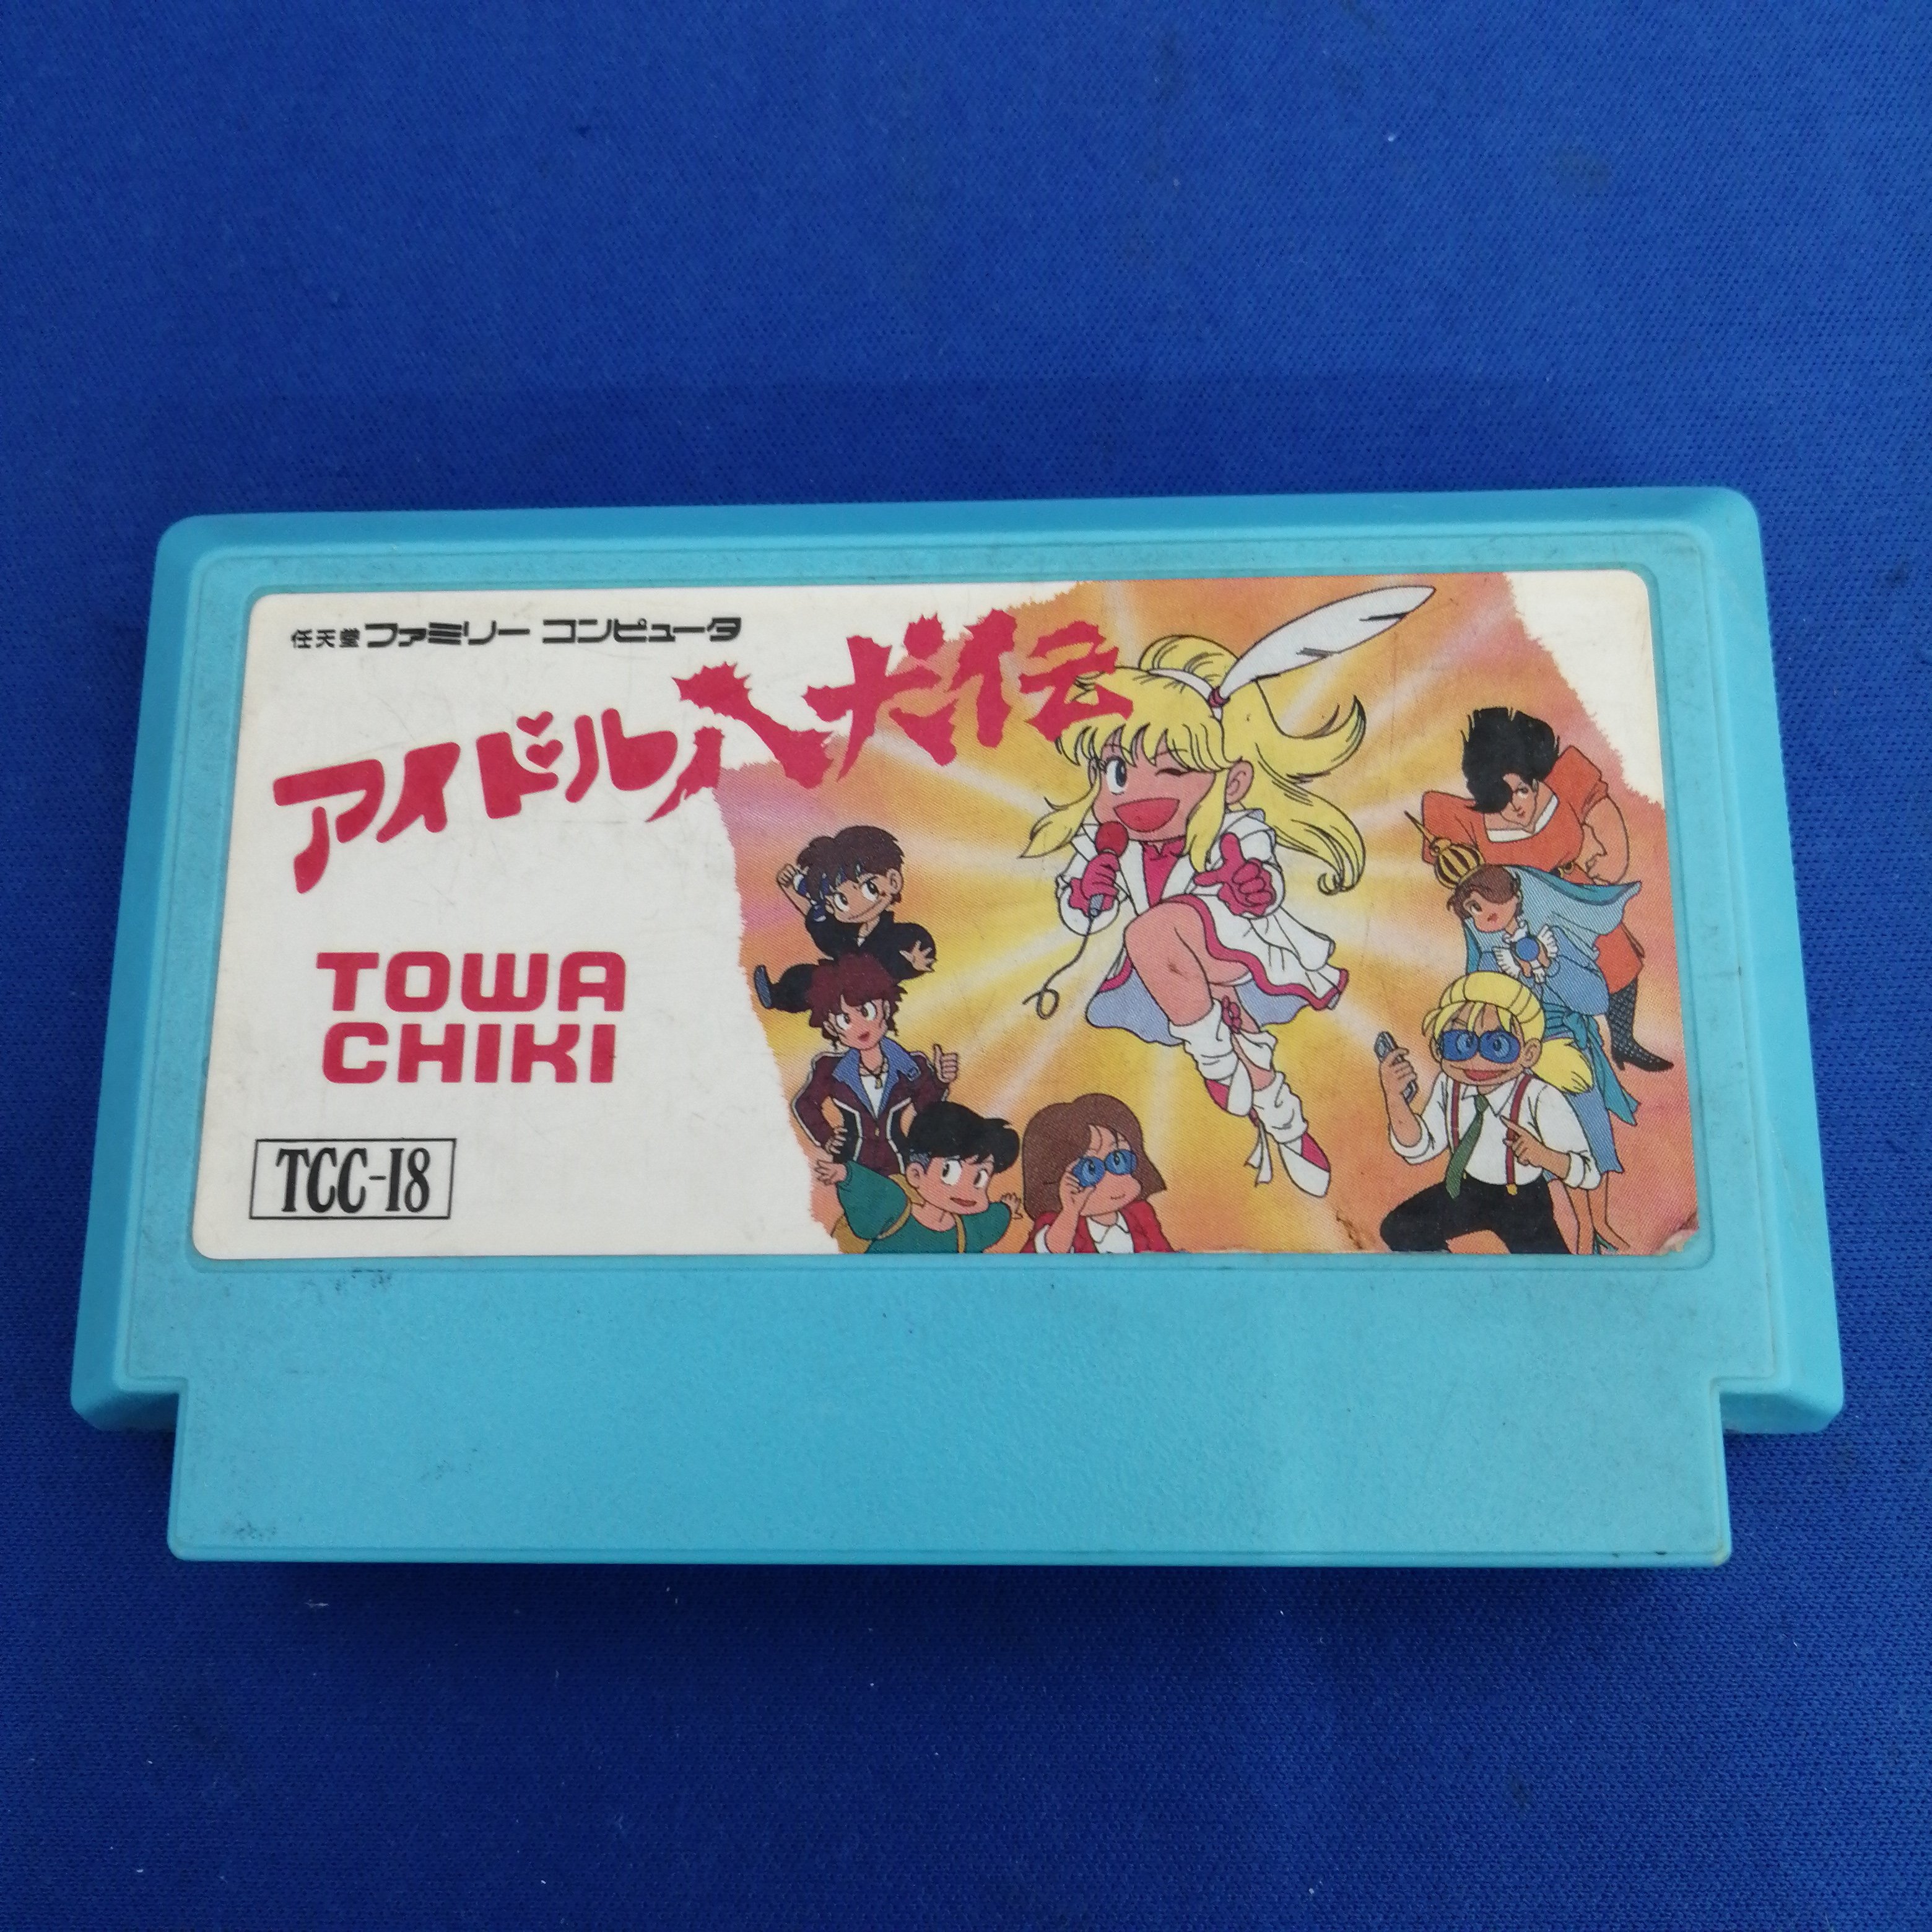 任天堂ファミリー コンピュータ
アイドル八犬伝
TOWA
CHIKI
TCC-I8